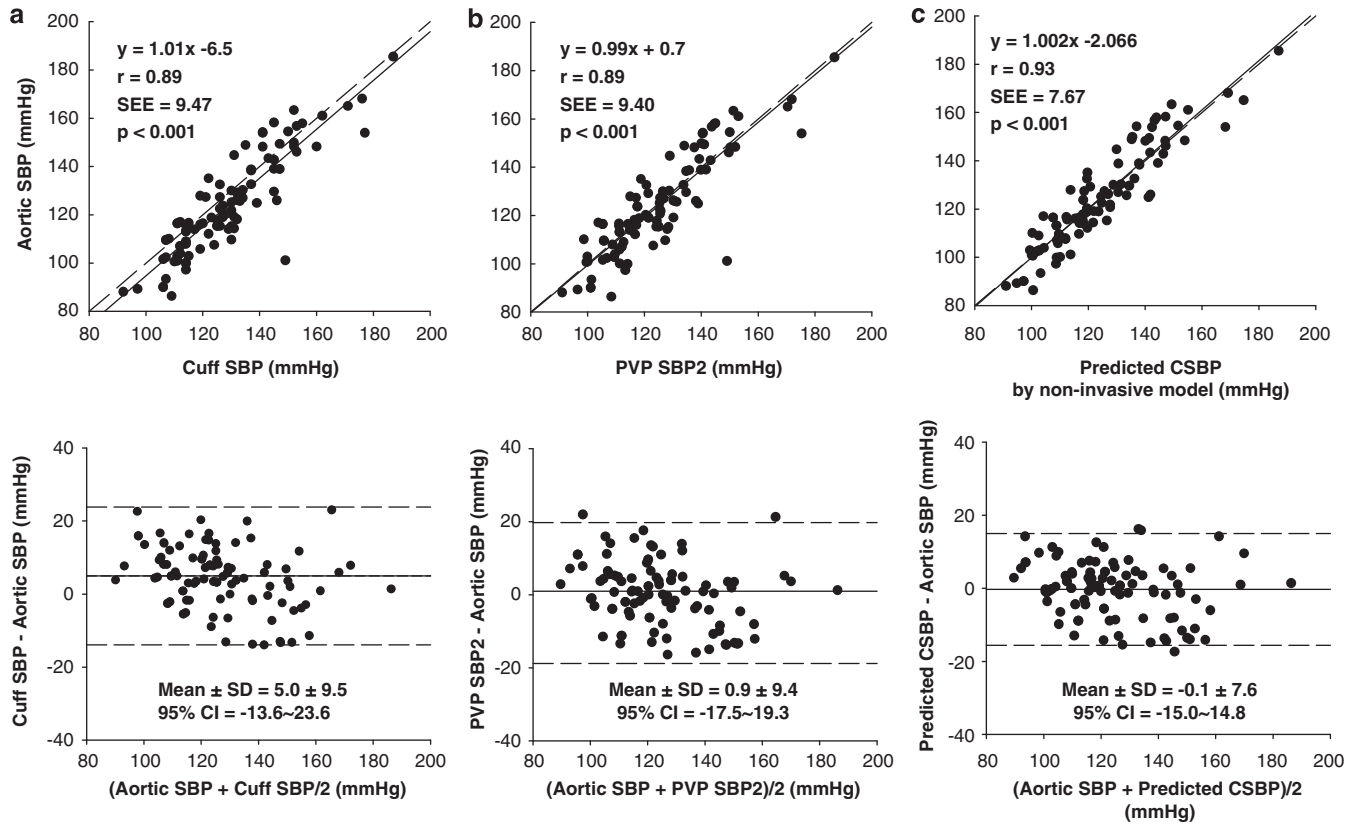 a
200
180
160
140
120
100
80
Aortic SBP (mmHg)
y = 1.01x -6.5
r = 0.89
SEE = 9.47
p < 0.001
80 100 120 140 160 180 200
Cuff SBP (mmHg)
b
200
180
160
140
120
100
80
y = 0.99x + 0.7
r = 0.89
SEE = 9.40
p < 0.001
80 100 120 140 160 180 200
PVP SBP2 (mmHg)
c
200
180
160
140
120
100
80
y = 1.002x -2.066
r = 0.93
SEE = 7.67
p < 0.001
80 100 120 140 160 180 200
Predicted CSBP
by non-invasive model (mmHg)
40
20
0
-20
-40
Cuff SBP - Aortic SBP (mmHg)
Mean ± SD = 5.0 ± 9.5
95% CI = -13.6~23.6
80 100 120 140 160 180 200
(Aortic SBP + Cuff SBP/2 (mmHg)
40
20
0
-20
-40
PVP SBP2 - Aortic SBP (mmHg)
Mean ± SD = 0.9 ± 9.4
95% CI = -17.5~19.3
80 100 120 140 160 180 200
(Aortic SBP + PVP SBP2)/2 (mmHg)
40
20
0
-20
-40
Predicted CSBP - Aortic SBP (mmHg)
Mean ± SD = -0.1 ± 7.6
95% CI = -15.0~14.8
80 100 120 140 160 180 200
(Aortic SBP + Predicted CSBP)/2
(mmHg)